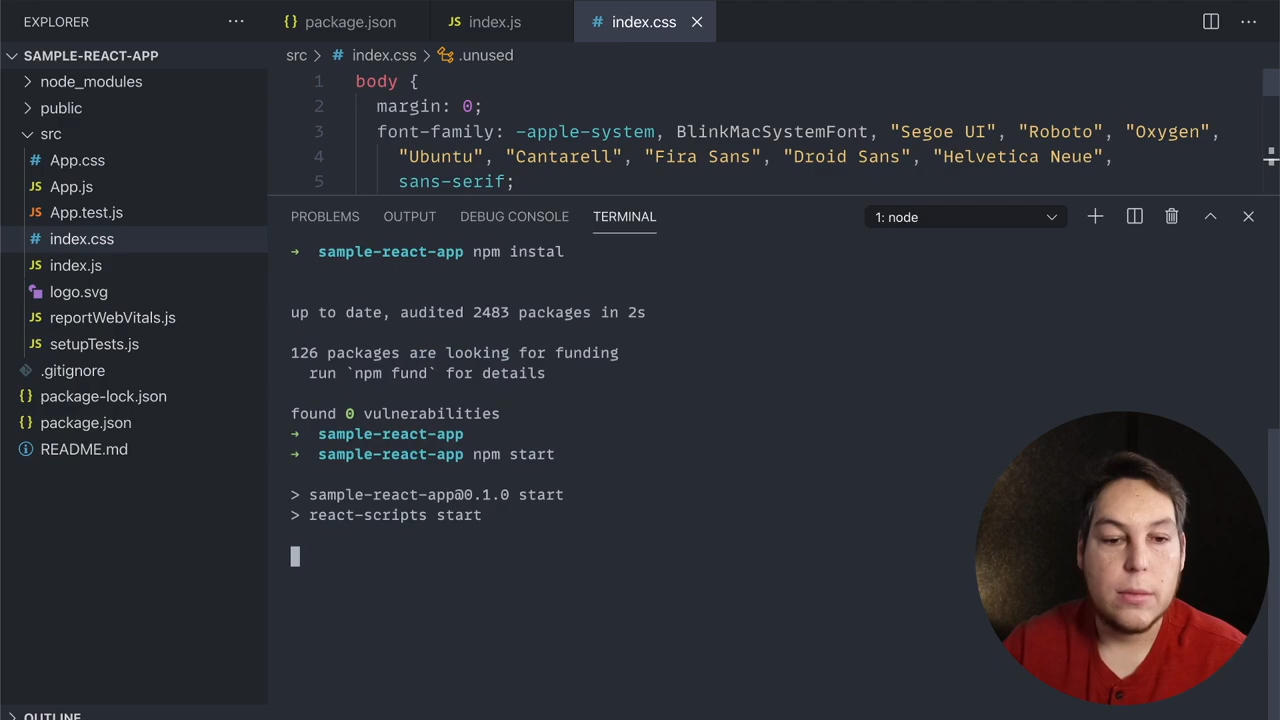 EXPLORER
SAMPLE-REACT-APP
node_modules
public
src
App.css
App.js
App.test.js
index.css
index.js
logo.svg
reportWebVitals.js
setupTests.js
.gitignore
package-lock.json
package.json
README.md
OUTLINE
{} package.json
JS index.js
# index.css
src > # index.css > .unused
1 body {
2 margin: 0;
3 font-family: -apple-system, BlinkMacSystemFont, "Segoe UI", "Roboto", "Oxygen",
4 "Ubuntu", "Cantarell", "Fira Sans", "Droid Sans", "Helvetica Neue",
5 sans-serif;
PROBLEMS OUTPUT DEBUG CONSOLE TERMINAL 1: node
→ sample-react-app npm instal
up to date, audited 2483 packages in 2s
126 packages are looking for funding
run `npm fund` for details
found 0 vulnerabilities
→ sample-react-app
→ sample-react-app npm start
> sample-react-app@0.1.0 start
> react-scripts start